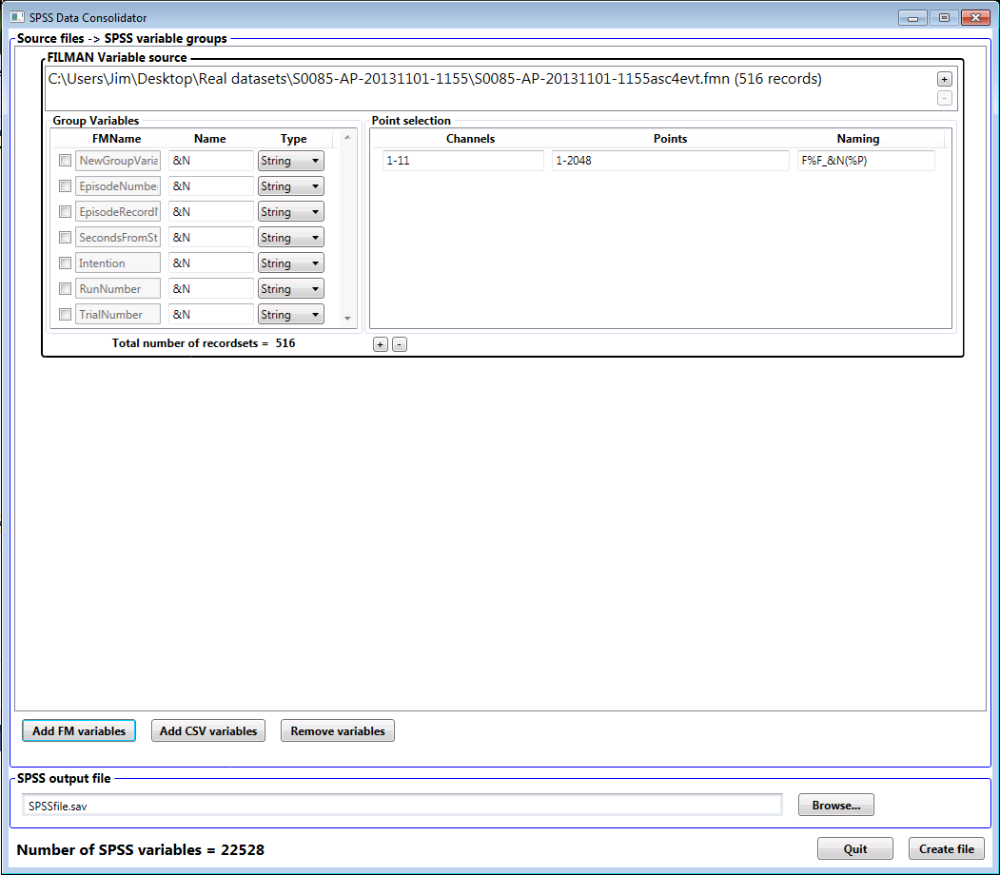 SPSS Data Consolidator
Source files -> SPSS variable groups
FILMAN Variable source
C:\Users\Jim\Desktop\Real datasets\S0085-AP-20131101-1155\S0085-AP-20131101-1155asc4evt.fmn (516 records)
+
-
Group Variables
FMName Name Type
NewGroupVaria &N String
EpisodeNumbe &N String
EpisodeRecord &N String
SecondsFromSt &N String
Intention &N String
RunNumber &N String
TrialNumber &N String
Total number of recordsets = 516
Point selection
Channels Points Naming
1-11 1-2048 F%F_&N(%P)
+ -
Add FM variables Add CSV variables Remove variables
SPSS output file
SPSSfile.sav Browse...
Number of SPSS variables = 22528 Quit Create file